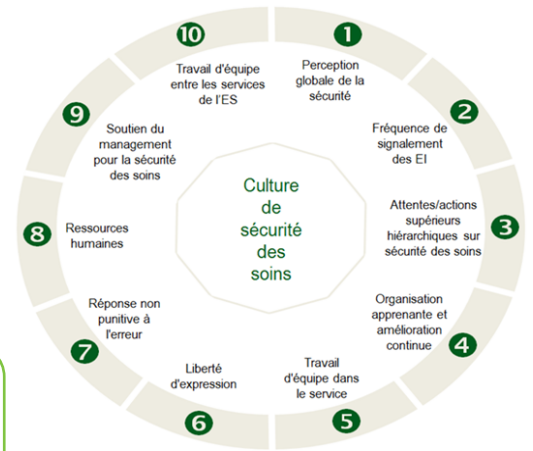 1
Perception
globale de la
sécurité
2
Fréquence de
signalement
des EI
3
Attentes/actions
supérieurs
hiérarchiques sur
sécurité des soins
4
Organisation
apprenante et
amélioration
continue
5
Travail
d'équipe dans
le service
6
Liberté
d'expression
7
Réponse non
punitive à
l'erreur
8
Ressources
humaines
9
Soutien du
management
pour la sécurité
des soins
10
Travail d'équipe
entre les services
de l'ES
Culture
de
sécurité
des
soins